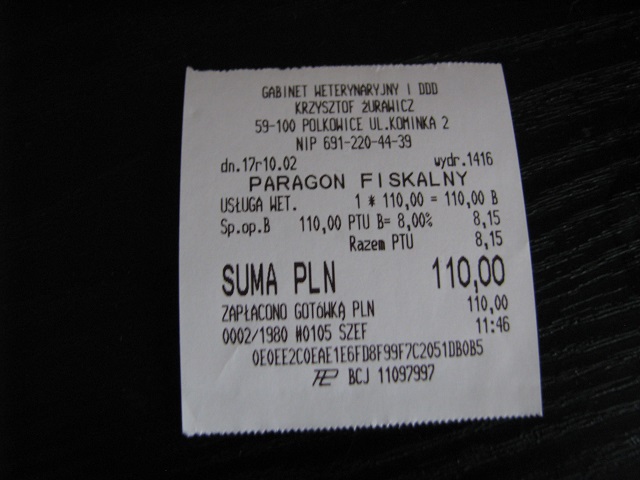 GABINET WETERYNARYJNY I DDD
KRZYSZTOF ŻURAWICZ
59-100 POLKOWICE UL.KOMINKA 2
NIP 691-220-44-39
dn.17r10.02 wydr.1416
PARAGON FISKALNY
USŁUGA WET. 1 * 110,00 = 110,00 B
Sp.op.B 110,00 PTU B= 8,00% 8,15
Razem PTU 8,15
SUMA PLN 110,00
ZAPŁACONO GOTÓWKĄ PLN 110,00
0002/1980 #0105 SZEF 11:46
0E0EE2C0EAE1E6FD8F99F7C2051DB0B5
BCJ 11097997